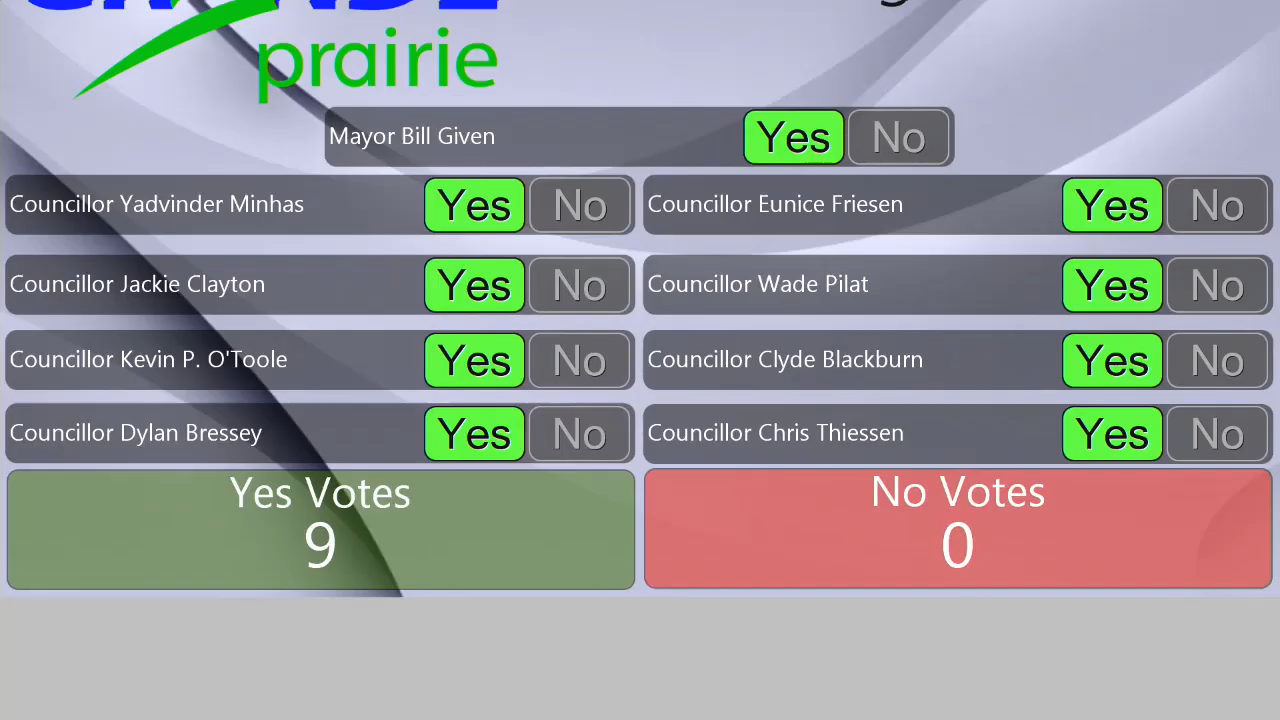 prairie
Mayor Bill Given Yes No
Councillor Yadvinder Minhas Yes No
Councillor Eunice Friesen Yes No
Councillor Jackie Clayton Yes No
Councillor Wade Pilat Yes No
Councillor Kevin P. O'Toole Yes No
Councillor Clyde Blackburn Yes No
Councillor Dylan Bressey Yes No
Councillor Chris Thiessen Yes No
Yes Votes
9
No Votes
0